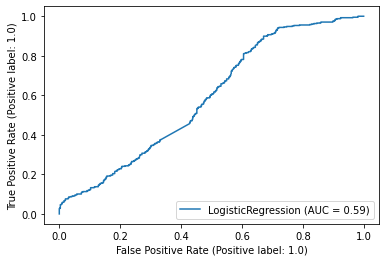 1.0
0.8
0.6
0.4
0.2
0.0
True Positive Rate (Positive label: 1.0)
LogisticRegression (AUC = 0.59)
0.0 0.2 0.4 0.6 0.8 1.0
False Positive Rate (Positive label: 1.0)